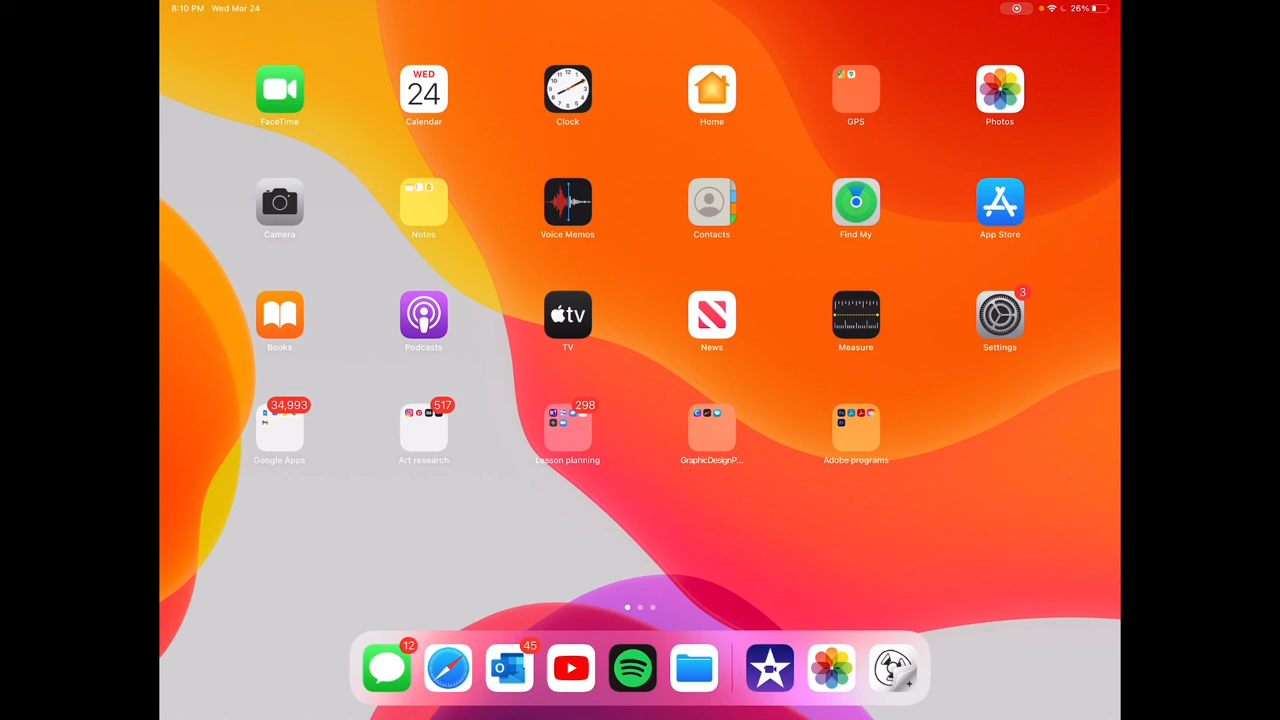 8:10 PM Wed Mar 24
26%
WED
24
FaceTime
Calendar
Clock
Home
GPS
Photos
Camera
Notes
Voice Memos
Contacts
Find My
App Store
tv
3
Books
Podcasts
TV
News
Measure
Settings
34,993
517
298
Google Apps
Art research
Lesson planning
GraphicDesignP...
Adobe programs
12
45